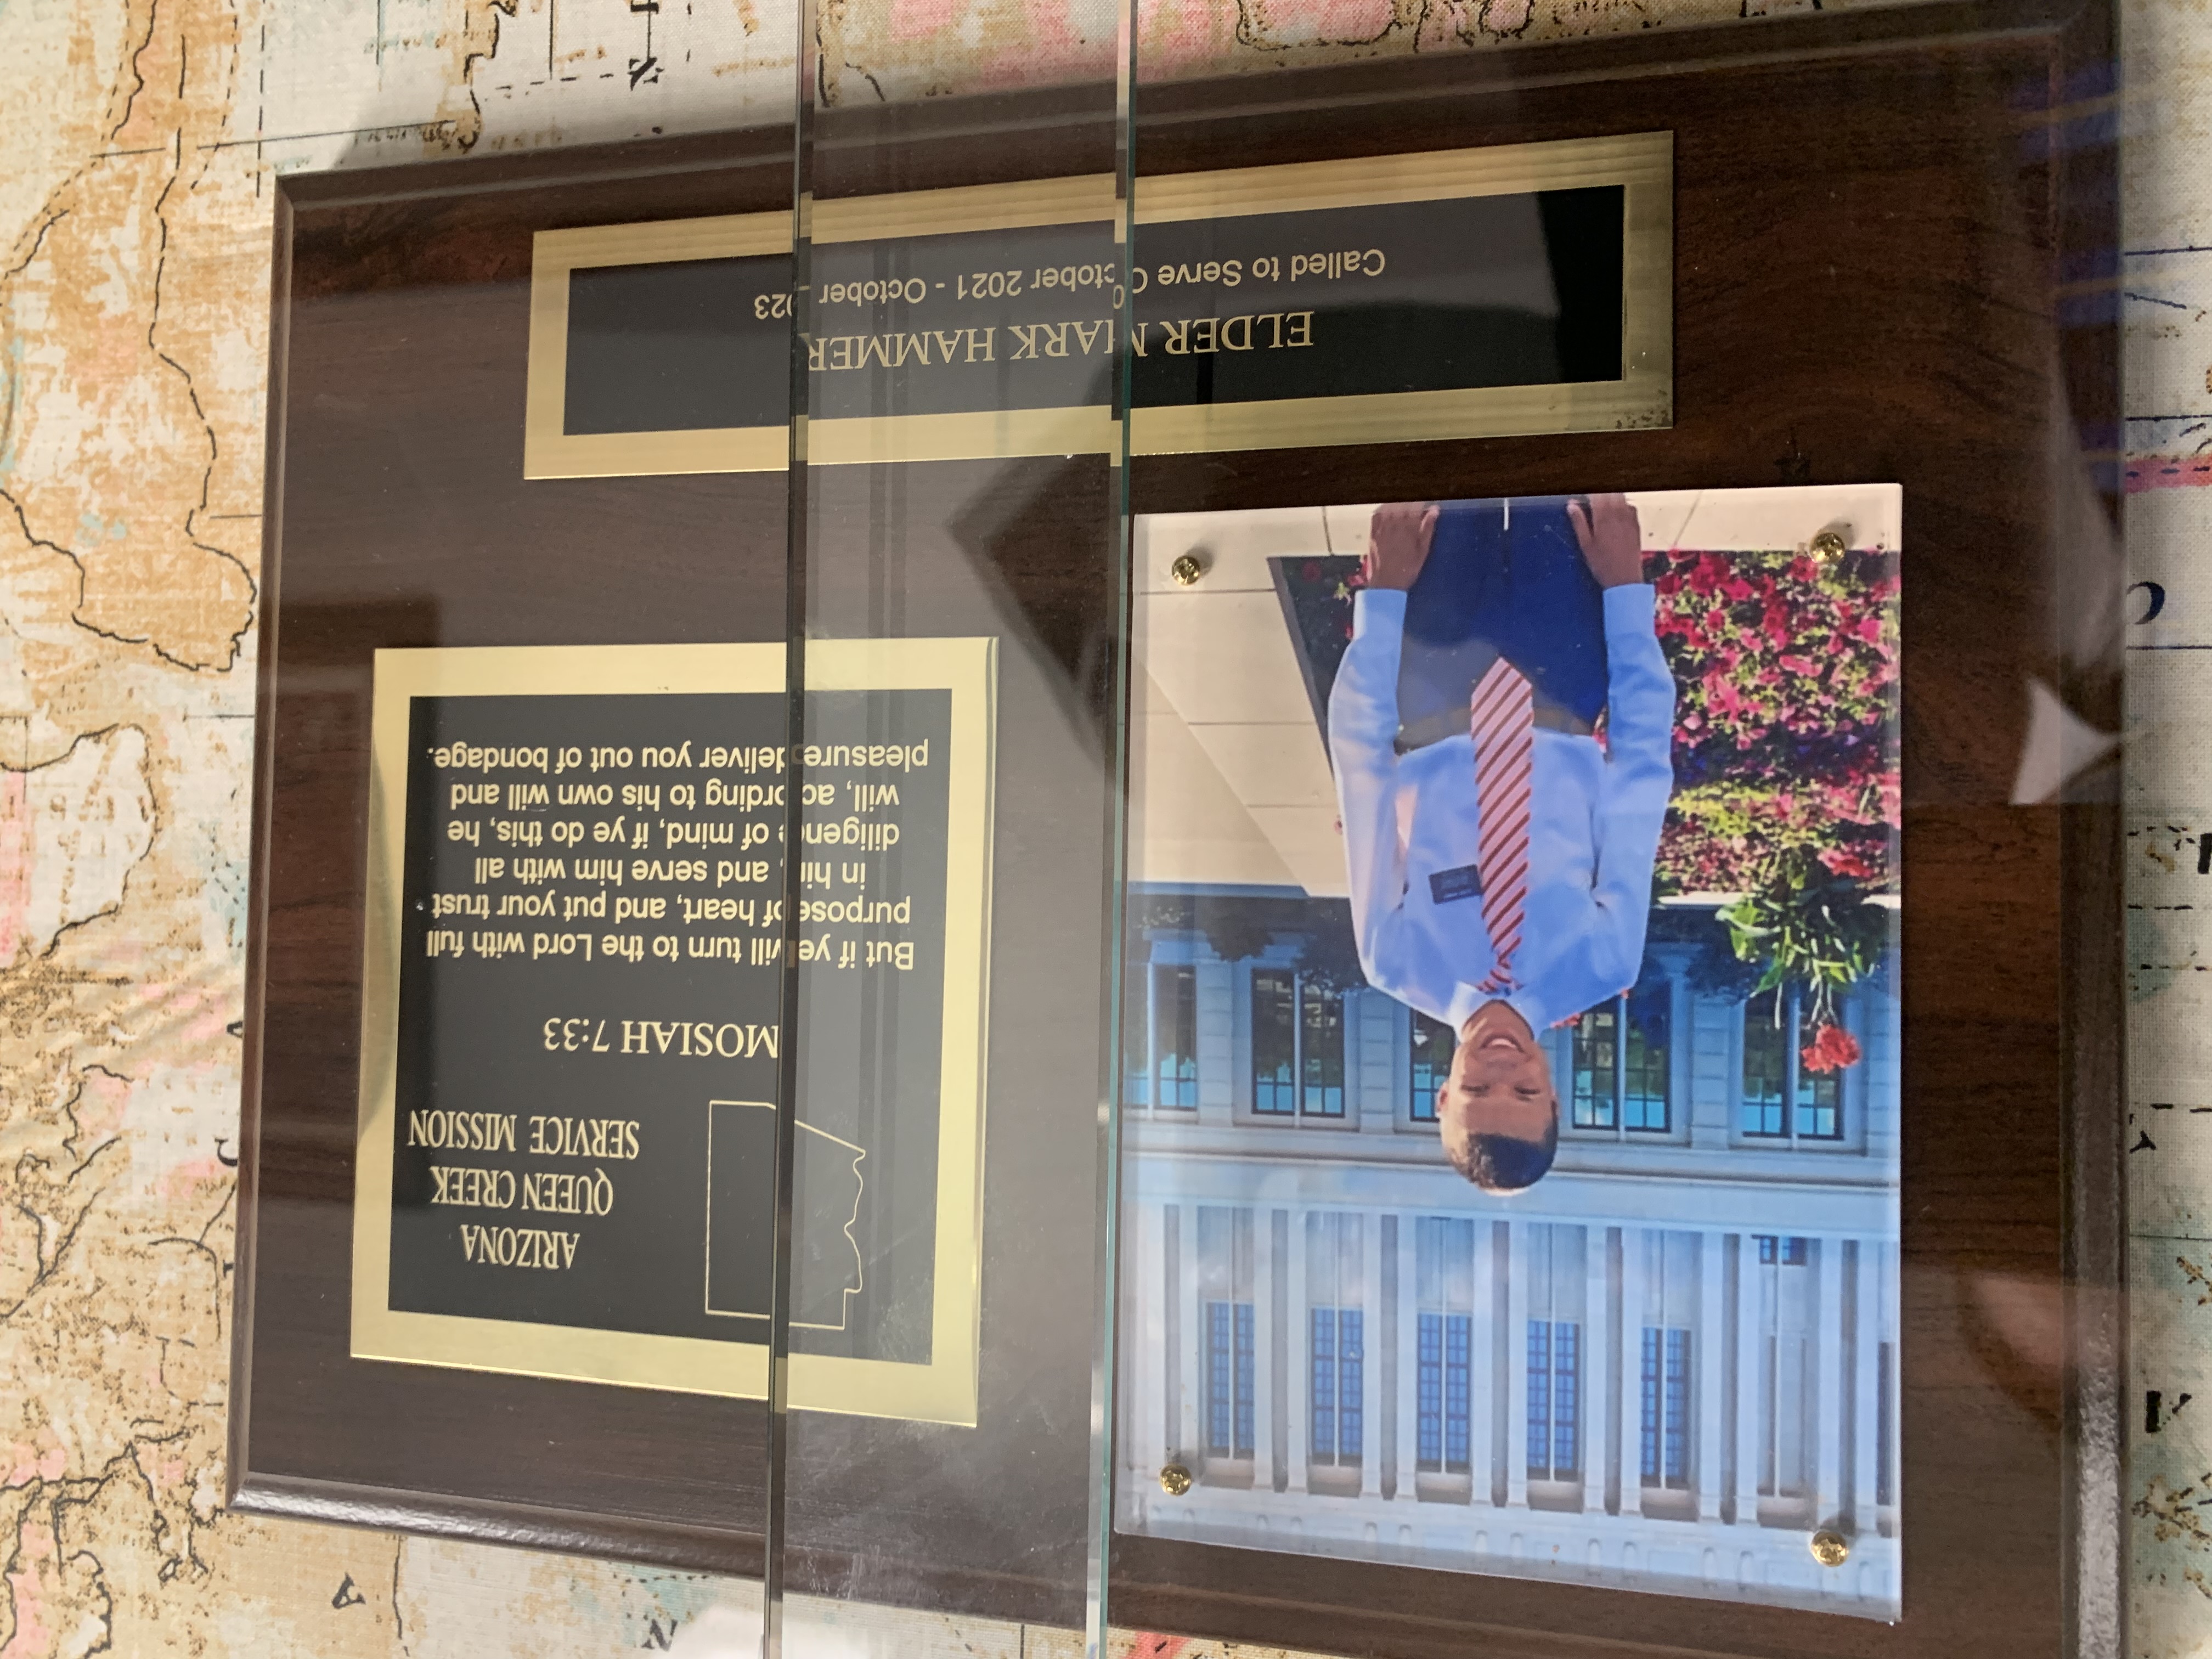 ARIZONA
QUEEN CREEK
SERVICE MISSION
MOSIAH 7:33
But if ye will turn to the Lord with full
purpose of heart, and put your trust
in him, and serve him with all
diligence of mind, if ye do this, he
will, according to his own will and
pleasure, deliver you out of bondage.
ELDER MARK HAMMER
Called to Serve October 2021 - October 2023
N
A
A